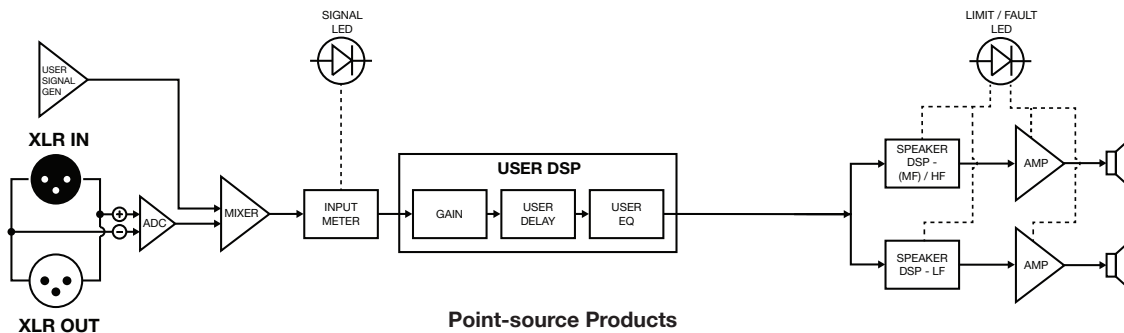 SIGNAL
LED
LIMIT / FAULT
LED
USER
SIGNAL
GEN
XLR IN
+
−
ADC
MIXER
INPUT
METER
USER DSP
GAIN
USER
DELAY
USER
EQ
SPEAKER
DSP -
(MF) / HF
AMP
SPEAKER
DSP - LF
AMP
XLR OUT
Point-source Products